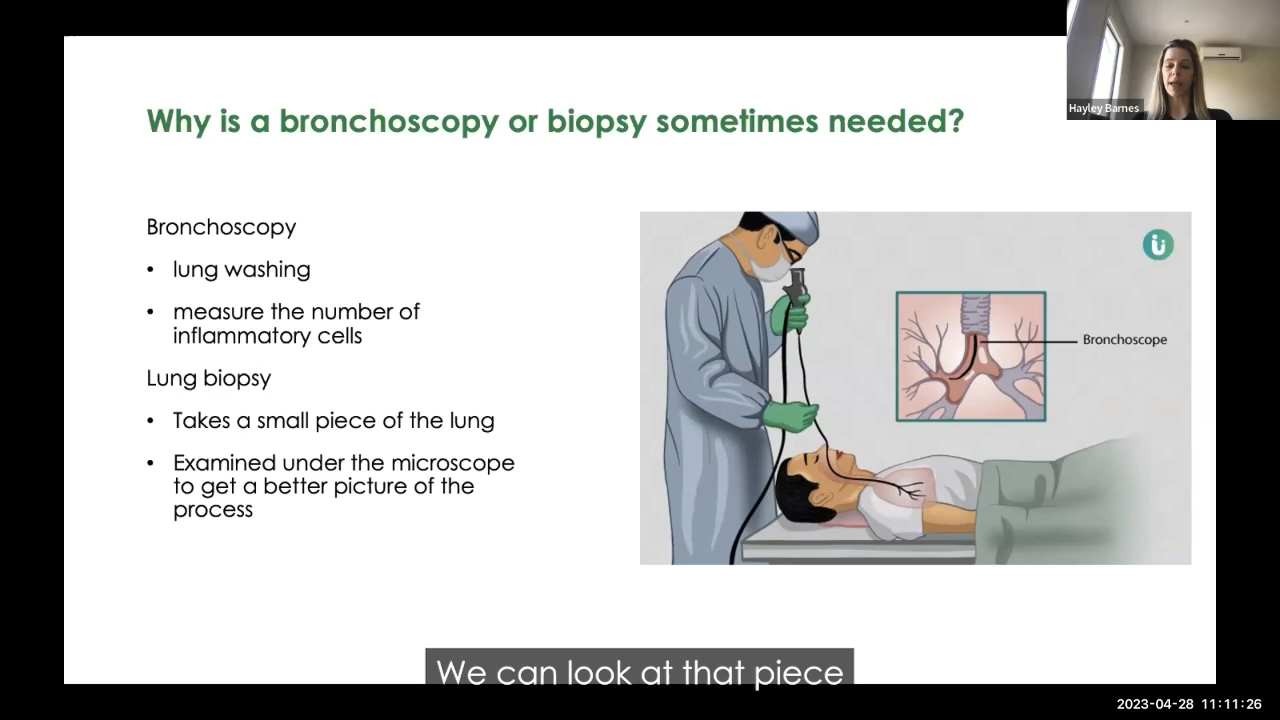 Hayley Barnes
Why is a bronchoscopy or biopsy sometimes needed?
Bronchoscopy
• lung washing
• measure the number of
inflammatory cells
Lung biopsy
• Takes a small piece of the lung
• Examined under the microscope
to get a better picture of the
process
Bronchoscope
We can look at that piece
2023-04-28 11:11:26